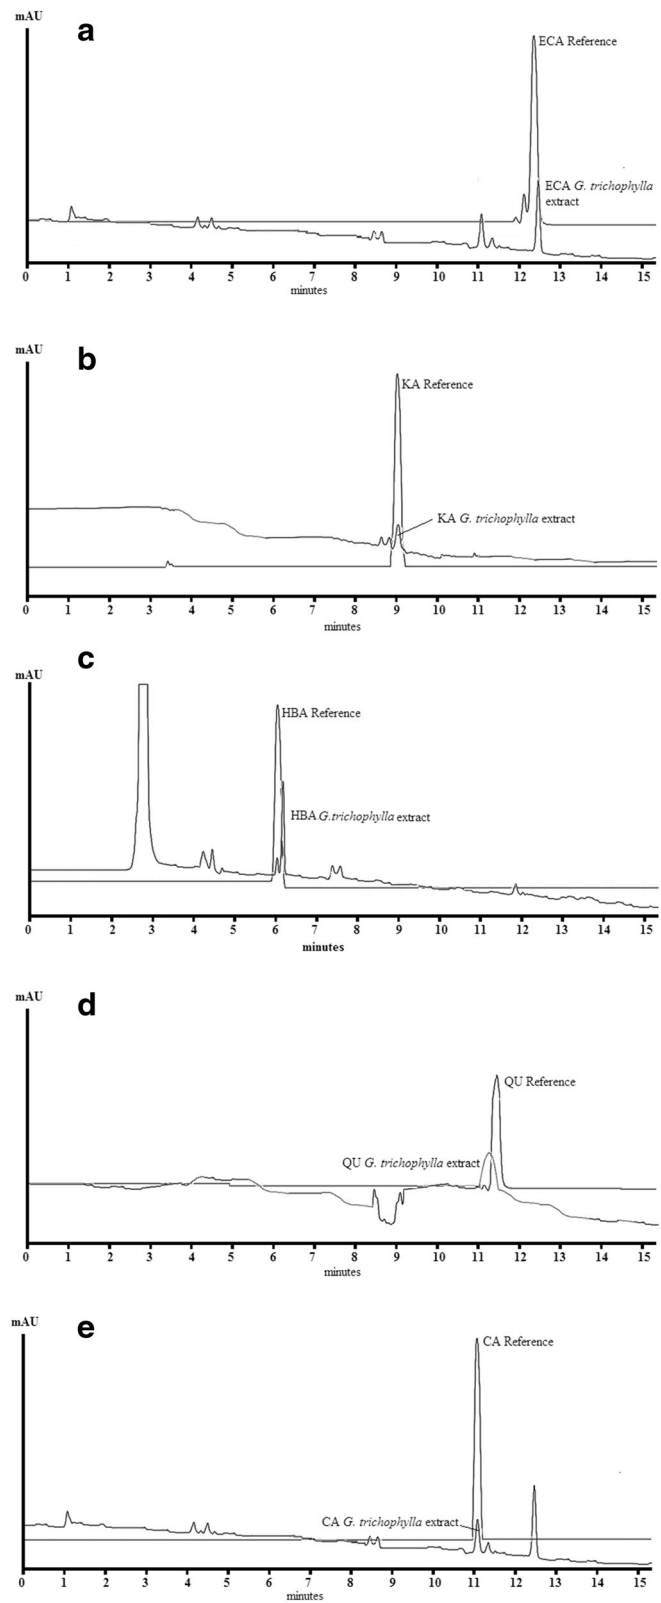 a
mAU
ECA Reference
ECA G. trichophylla
extract
0 1 2 3 4 5 6 7 8 9 10 11 12 13 14 15
minutes
b
mAU
KA Reference
KA G. trichophylla extract
0 1 2 3 4 5 6 7 8 9 10 11 12 13 14 15
minutes
c
mAU
HBA Reference
HBA G.trichophylla extract
0 1 2 3 4 5 6 7 8 9 10 11 12 13 14 15
minutes
d
mAU
QU Reference
QU G. trichophylla extract
0 1 2 3 4 5 6 7 8 9 10 11 12 13 14 15
minutes
e
mAU
CA Reference
CA G. trichophylla extract
0 1 2 3 4 5 6 7 8 9 10 11 12 13 14 15
minutes